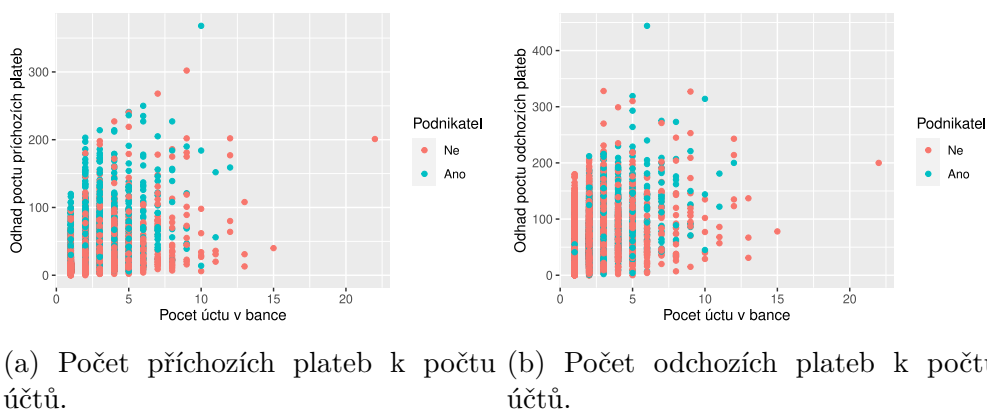 Odhad poctu príchozích plateb
300
200
100
0
0
5
10
15
20
Pocet úctu v bance
Podnikatel
Ne
Ano
Odhad poctu odchozích plateb
400
300
200
100
0
0
5
10
15
20
Pocet úctu v bance
Podnikatel
Ne
Ano
(a) Počet příchozích plateb k počtu
účtů.
(b) Počet odchozích plateb k počtu
účtů.